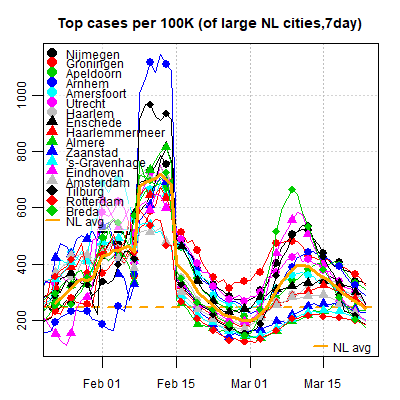 Top cases per 100K (of large NL cities,7day)
Nijmegen
Groningen
Apeldoorn
Arnhem
Amersfoort
Utrecht
Haarlem
Enschede
Haarlemmermeer
Almere
Zaanstad
s-Gravenhage
Eindhoven
Amsterdam
Tilburg
Rotterdam
Breda
NL avg
1000
800
600
400
200
NL avg
Feb 01
Feb 15
Mar 01
Mar 15